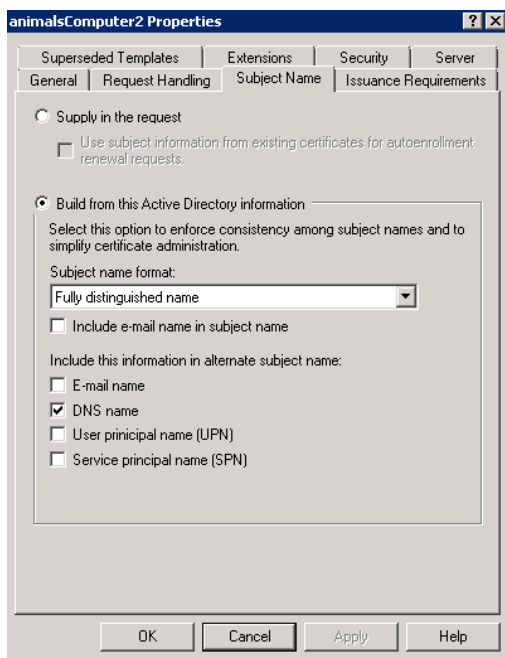 animalsComputer2 Properties
Superseded Templates Extensions Security Server
General Request Handling Subject Name Issuance Requirements
Supply in the request
Use subject information from existing certificates for autoenrollment
renewal requests.
Build from this Active Directory information
Select this option to enforce consistency among subject names and to
simplify certificate administration.
Subject name format:
Fully distinguished name
Include e-mail name in subject name
Include this information in alternate subject name:
E-mail name
DNS name
User prinicipal name (UPN)
Service principal name (SPN)
OK Cancel Apply Help